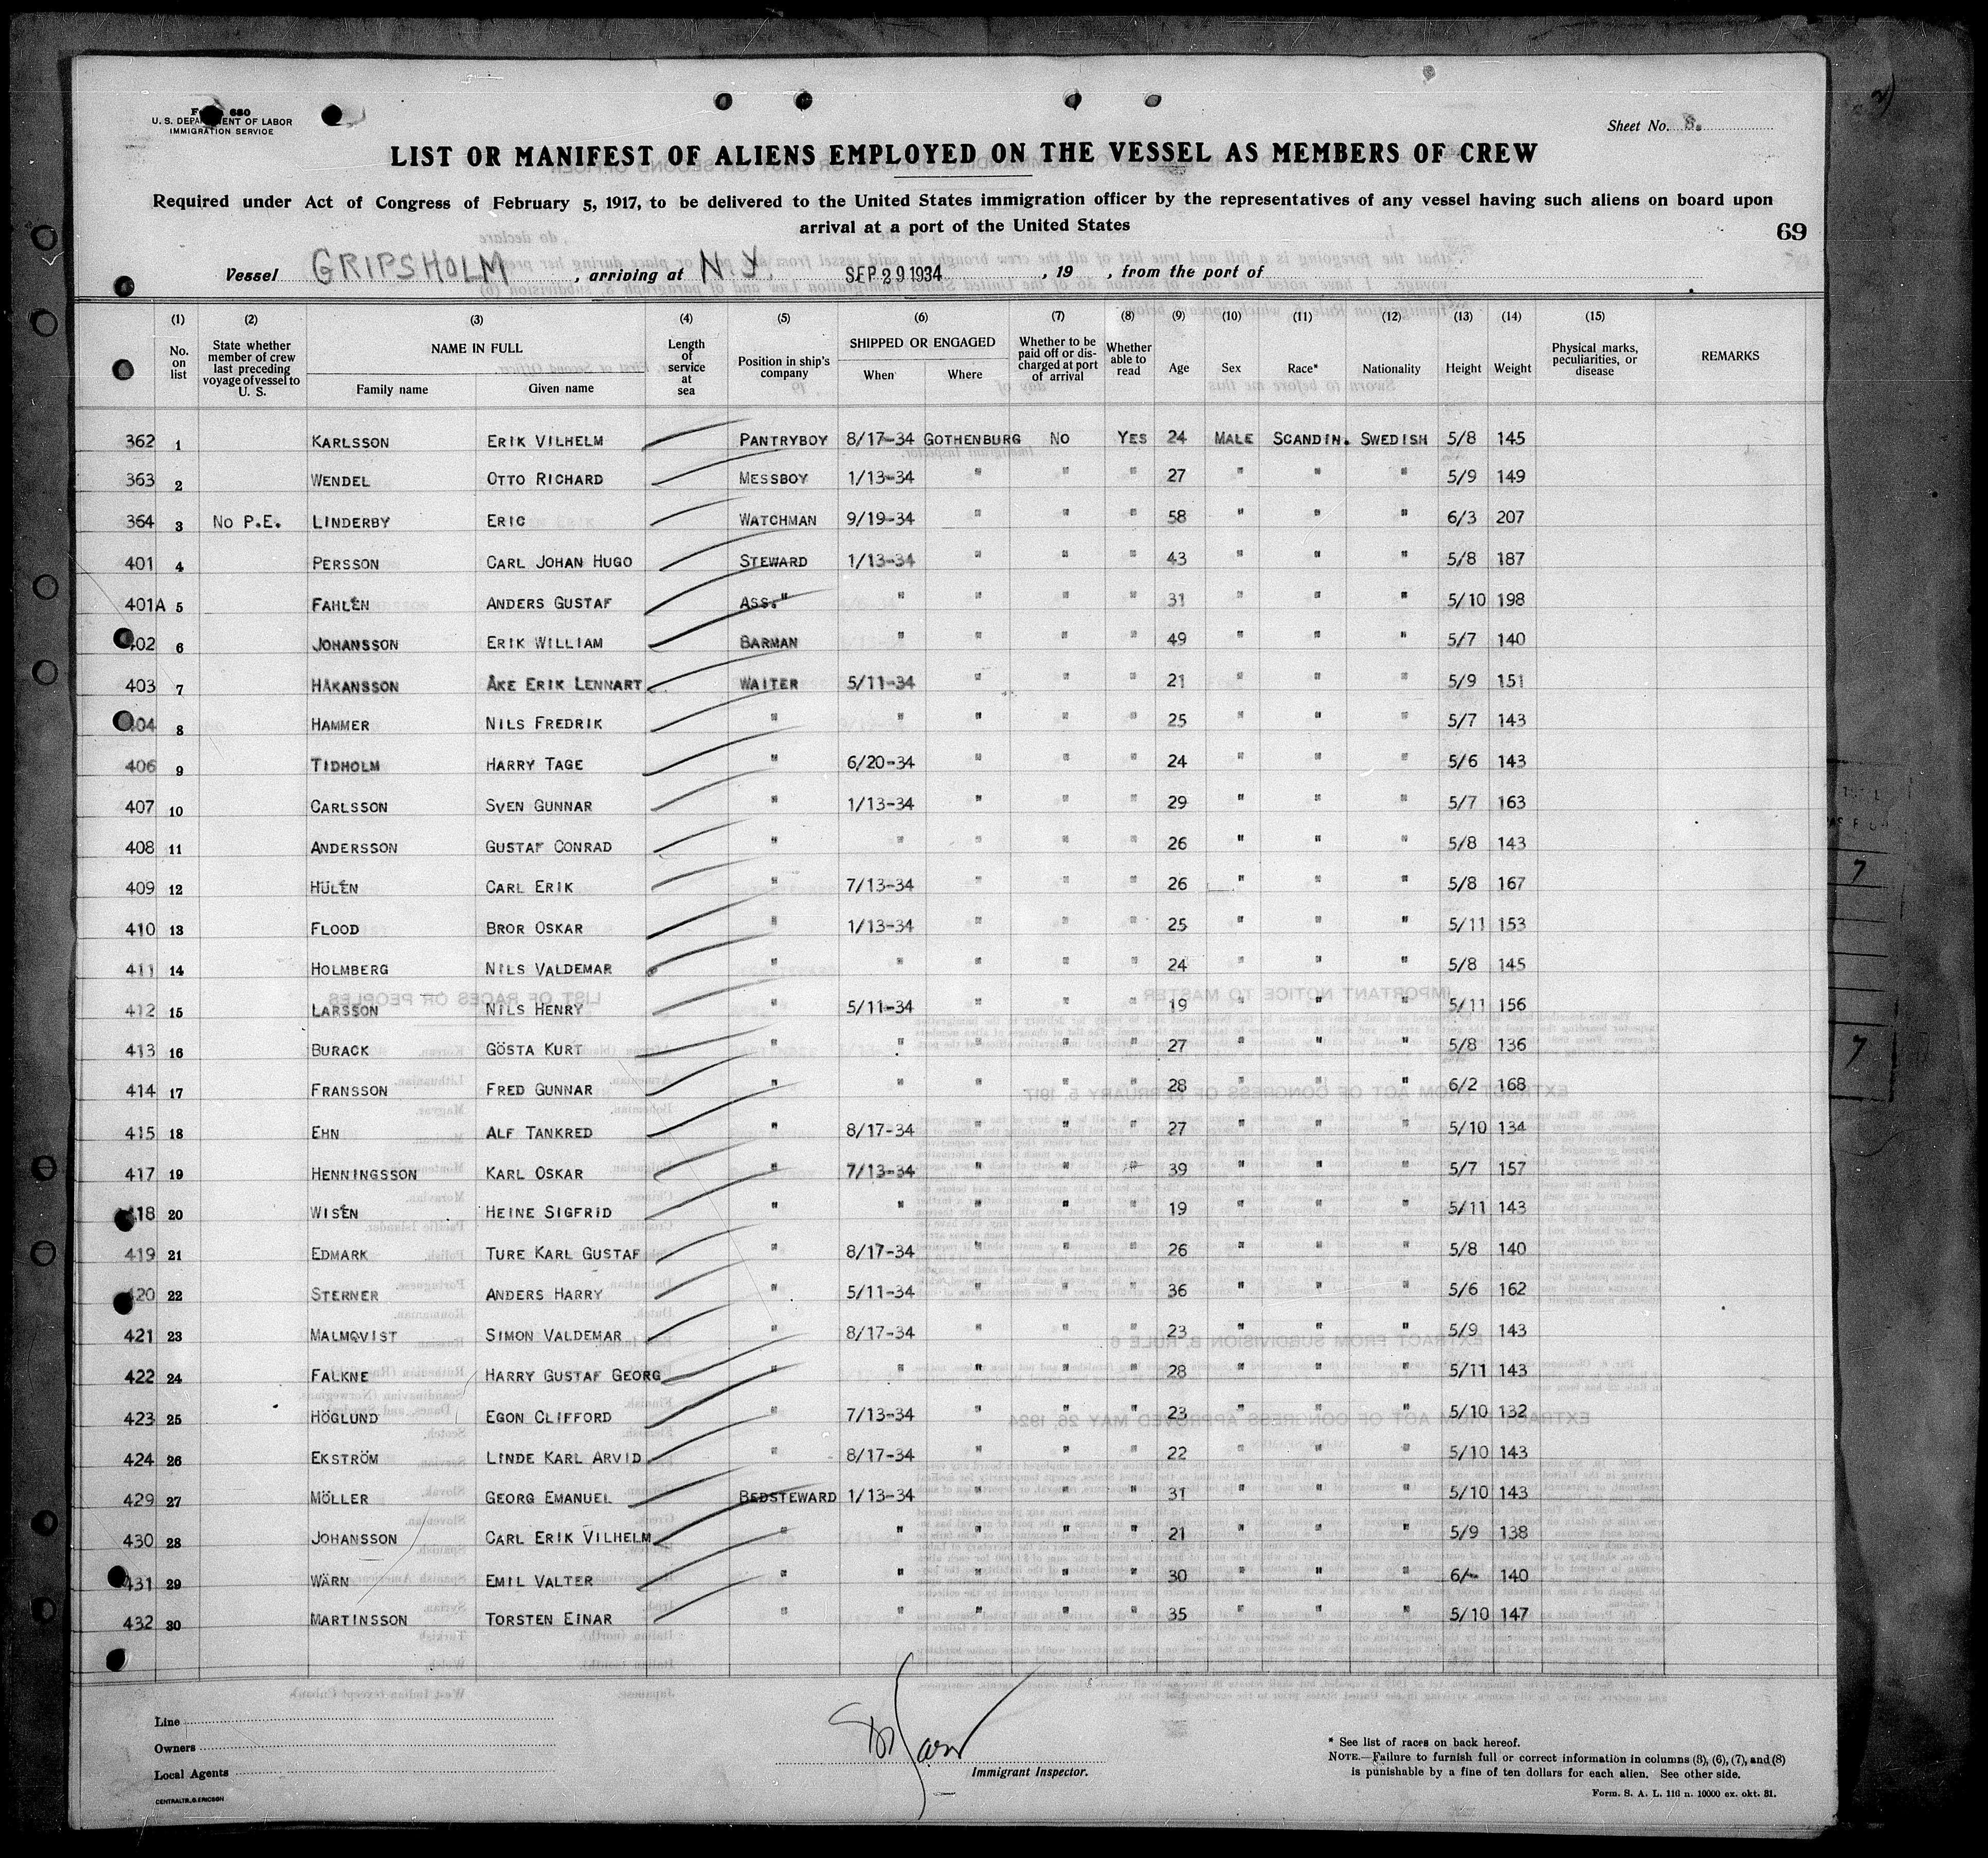 Form 680
U. S. DEPARTMENT OF LABOR
IMMIGRATION SERVICE
Sheet No. 8.
LIST OR MANIFEST OF ALIENS EMPLOYED ON THE VESSEL AS MEMBERS OF CREW
Required under Act of Congress of February 5, 1917, to be delivered to the United States immigration officer by the representatives of any vessel having such aliens on board upon
arrival at a port of the United States
69
Vessel GRIPSHOLM, arriving at N.Y. SEP 29 1934, 19 , from the port of
(1) (2) (3) (4) (5) (6) (7) (8) (9) (10) (11) (12) (13) (14) (15)
No. on list State whether member of crew last preceding voyage of vessel to U. S. NAME IN FULL Family name Given name Length of service at sea Position in ship's company SHIPPED OR ENGAGED When Where Whether to be paid off or discharged at port of arrival Whether able to read Age Sex Race* Nationality Height Weight Physical marks, peculiarities, or disease REMARKS
362 1 KARLSSON ERIK VILHELM PANTRYBOY 8/17-34 GOTHENBURG NO YES 24 MALE SCANDIN. SWEDISH 5/8 145
363 2 WENDEL OTTO RICHARD MESSBOY 1/13-34 " " " 27 " " " 5/9 149
364 3 NO P.E. LINDERBY ERIC WATCHMAN 9/19-34 " " " 58 " " " 6/3 207
401 4 PERSSON CARL JOHAN HUGO STEWARD 1/13-34 " " " 43 " " " 5/8 187
401A 5 FAHLÉN ANDERS GUSTAF ASS." " " " " 31 " " " 5/10 198
402 6 JOHANSSON ERIK WILLIAM BARMAN " " " " 49 " " " 5/7 140
403 7 HÅKANSSON ÅKE ERIK LENNART WAITER 5/11-34 " " " 21 " " " 5/9 151
404 8 HAMMER NILS FREDRIK " " " " " 25 " " " 5/7 143
406 9 TIDHOLM HARRY TAGE " 6/20-34 " " " 24 " " " 5/6 143
407 10 CARLSSON SVEN GUNNAR " 1/13-34 " " " 29 " " " 5/7 163
408 11 ANDERSSON GUSTAF CONRAD " " " " " 26 " " " 5/8 143
409 12 HULÉN CARL ERIK " 7/13-34 " " " 26 " " " 5/8 167
410 13 FLOOD BROR OSKAR " 1/13-34 " " " 25 " " " 5/11 153
411 14 HOLMBERG NILS VALDEMAR " " " " " 24 " " " 5/8 145
412 15 LARSSON NILS HENRY " 5/11-34 " " " 19 " " " 5/11 156
413 16 BURACK GÖSTA KURT " " " " " 27 " " " 5/8 136
414 17 FRANSSON FRED GUNNAR " " " " " 28 " " " 6/2 168
415 18 EHN ALF TANKRED " 8/17-34 " " " 27 " " " 5/10 134
417 19 HENNINGSSON KARL OSKAR " 7/13-34 " " " 39 " " " 5/7 157
418 20 WISÉN HEINE SIGFRID " " " " " 19 " " " 5/11 143
419 21 EDMARK TURE KARL GUSTAF " 8/17-34 " " " 26 " " " 5/8 140
420 22 STERNER ANDERS HARRY " 5/11-34 " " " 36 " " " 5/6 162
421 23 MALMQVIST SIMON VALDEMAR " 8/17-34 " " " 23 " " " 5/9 143
422 24 FALKNE HARRY GUSTAF GEORG " " " " " 28 " " " 5/11 143
423 25 HÖGLUND EGON CLIFFORD " 7/13-34 " " " 23 " " " 5/10 132
424 26 EKSTRÖM LINDE KARL ARVID " 8/17-34 " " " 22 " " " 5/10 143
429 27 MÖLLER GEORG EMANUEL BEDSTEWARD 1/13-34 " " " 31 " " " 5/10 143
430 28 JOHANSSON CARL ERIK VILHELM " " " " " 21 " " " 5/9 138
431 29 WÄRN EMIL VALTER " " " " " 30 " " " 6/- 140
432 30 MARTINSSON TORSTEN EINAR " " " " " 35 " " " 5/10 147
Line
Owners
Local Agents
CENTRALTR., G. ERICSON
Immigrant Inspector.
* See list of races on back hereof.
NOTE.—Failure to furnish full or correct information in columns (3), (6), (7), and (8)
is punishable by a fine of ten dollars for each alien. See other side.
Form. S. A. L. 116 n. 10000 ex. okt. 31.